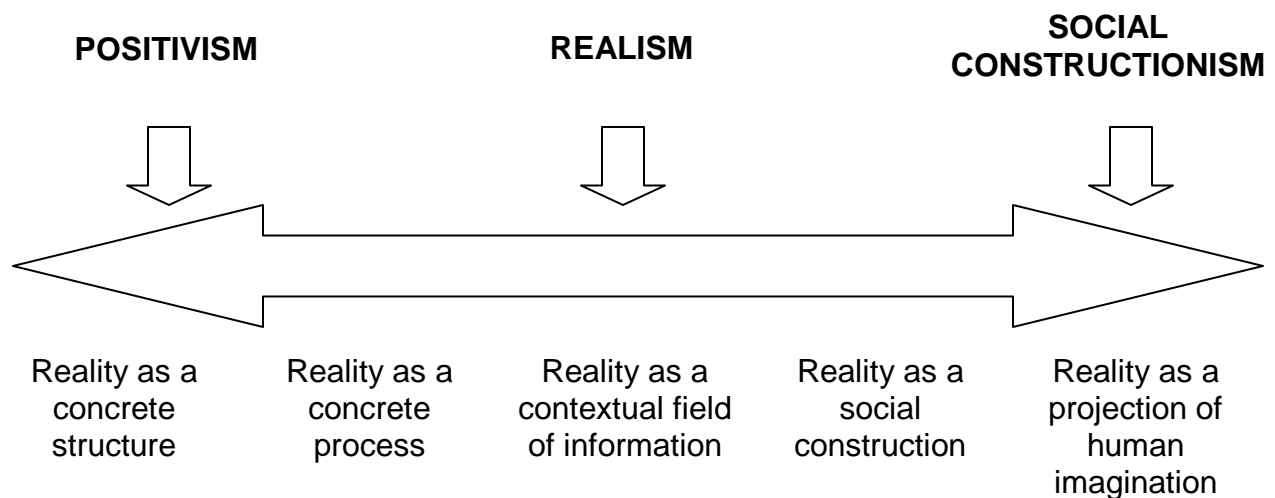 POSITIVISM
REALISM
SOCIAL
CONSTRUCTIONISM
Reality as a
concrete
structure
Reality as a
concrete
process
Reality as a
contextual field
of information
Reality as a
social
construction
Reality as a
projection of
human
imagination